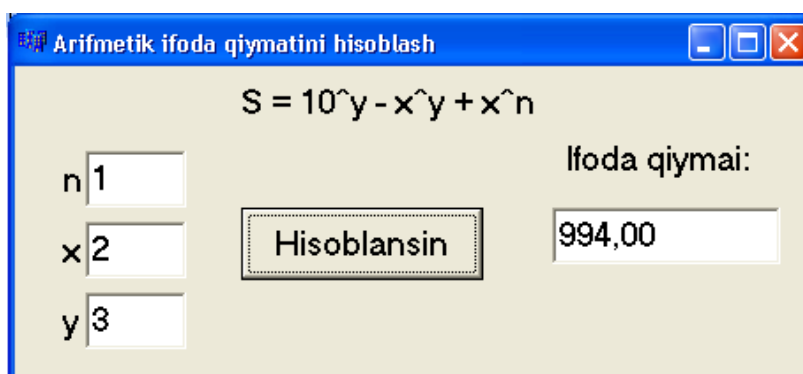 Arifmetik ifoda qiymatini hisoblash
S = 10^y - x^y + x^n
Ifoda qiymai:
n 1
x 2
y 3
Hisoblansin
994,00